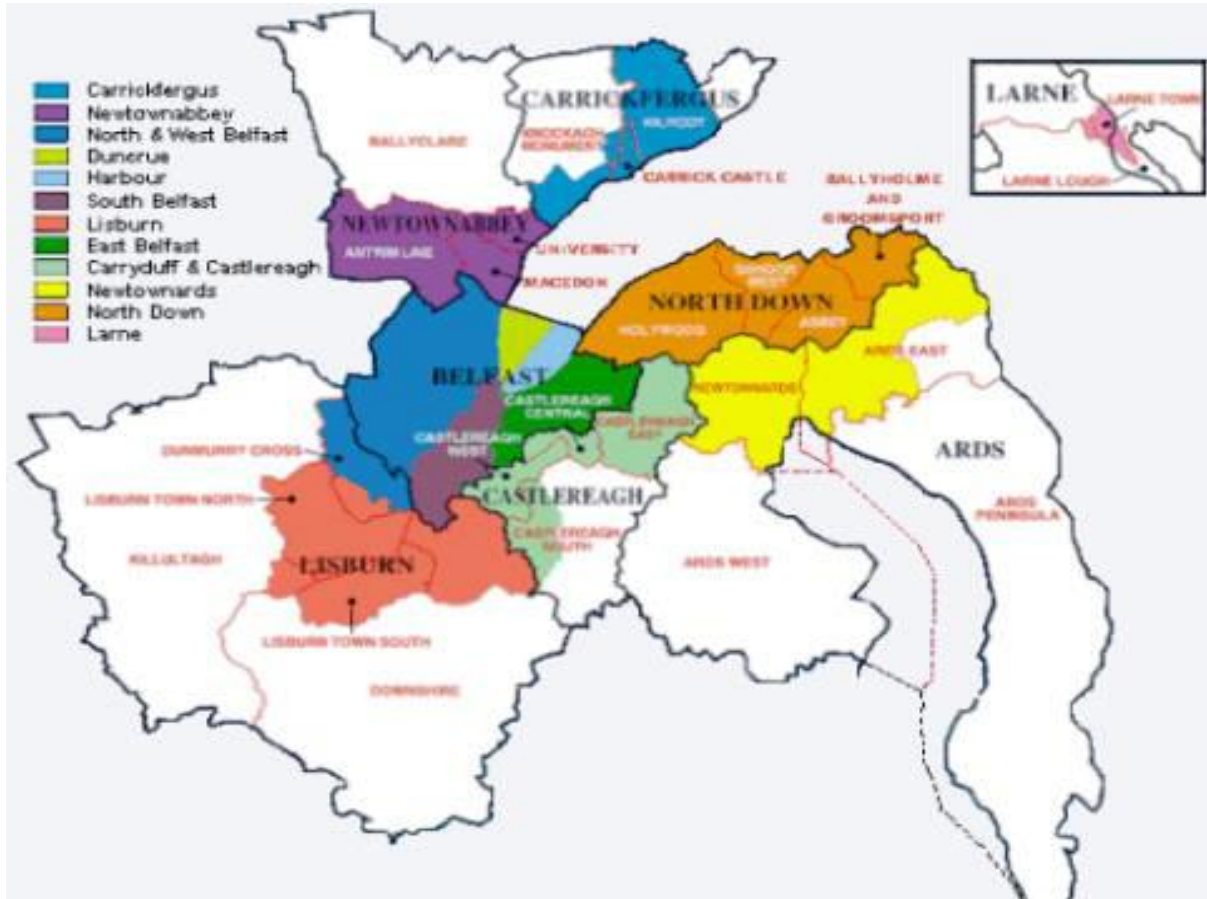 Carrickfergus
Newtownabbey
North & West Belfast
Duncrue
Harbour
South Belfast
Lisburn
East Belfast
Carryduff & Castlereagh
Newtownards
North Down
Larne
BALLYCLARE
CARRICKFERGUS
KNOCKAGH
MONUMENT
KILROOT
CARRICK CASTLE
LARNE
LARNE TOWN
LARNE LOUGH
BALLYHOLME
AND
GROOMSPORT
NEWTOWNABBEY
ANTRIM LINE
UNIVERSITY
MACEDON
BANGOR
WEST
NORTH DOWN
HOLYWOOD
ABBEY
ARDS EAST
BELFAST
NEWTOWNARDS
CASTLEREAGH
CENTRAL
CASTLEREAGH
EAST
CASTLEREAGH
WEST
DUNMURRY CROSS
ARDS
LISBURN TOWN NORTH
CASTLEREAGH
ARDS
PENINSULA
CASTLEREAGH
SOUTH
KILLULTAGH
LISBURN
ARDS WEST
LISBURN TOWN SOUTH
DOWNSHIRE